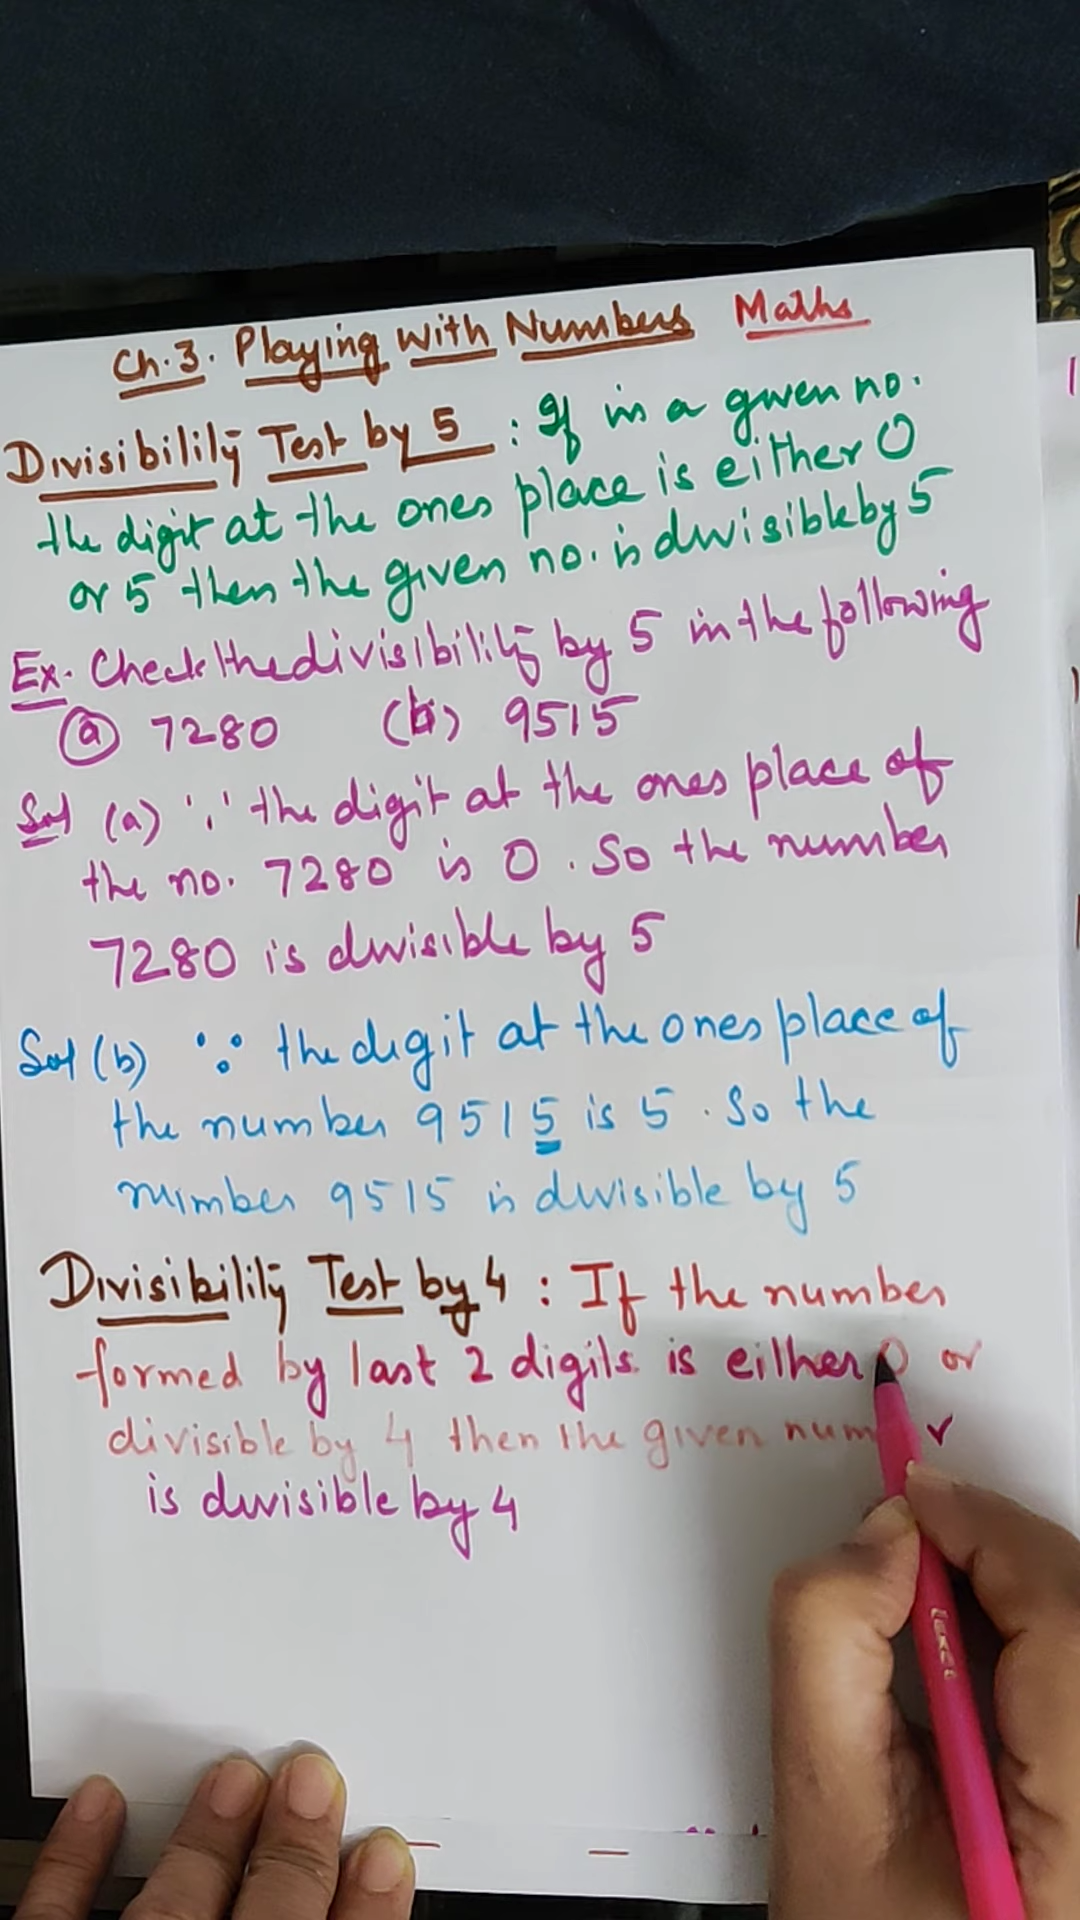 Ch.3. Playing With Numbers Maths
Divisibility Test by 5 : If in a given no.
the digit at the ones place is either 0
or 5 then the given no. is divisible by 5
Ex. Check the divisibility by 5 in the following
(a) 7280 (b) 9515
Sol (a) ∵ the digit at the ones place of
the no. 7280 is 0. So the number
7280 is divisible by 5
Sol (b) ∵ the digit at the ones place of
the number 9515 is 5. So the
number 9515 is divisible by 5
Divisibility Test by 4 : If the number
formed by last 2 digits is either 0 or
divisible by 4 then the given num
is divisible by 4